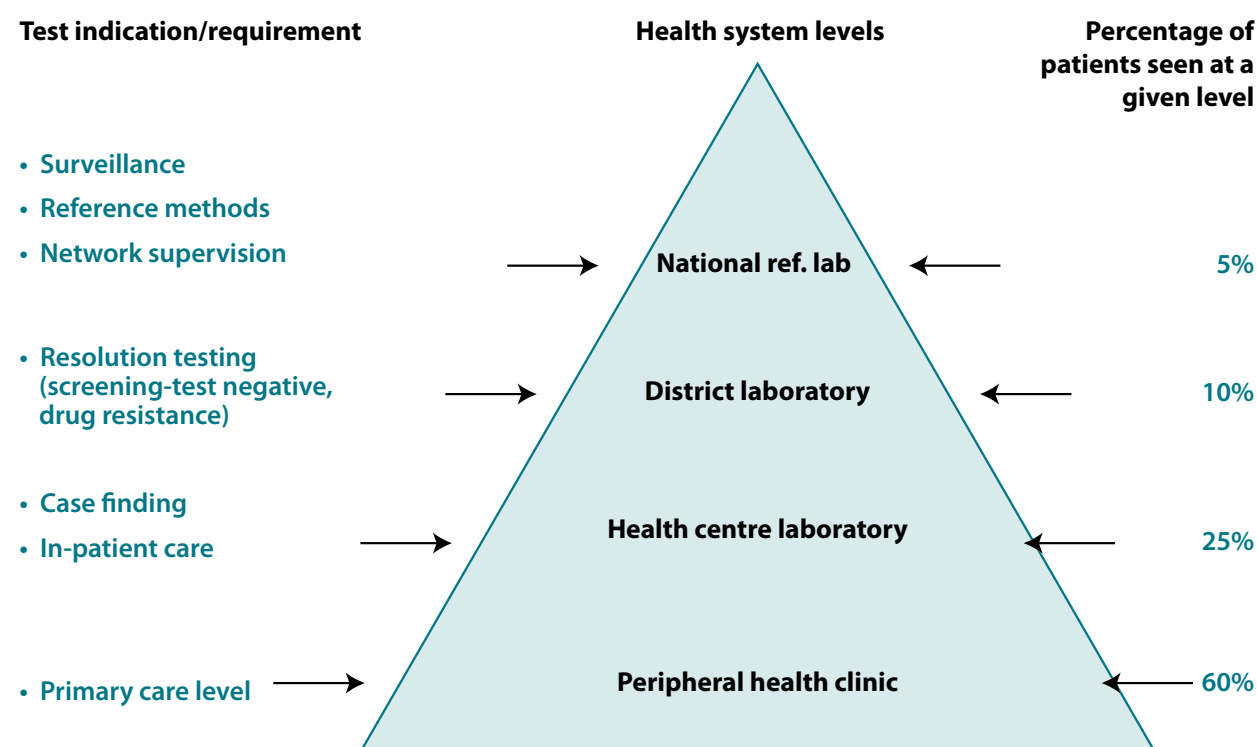 Test indication/requirement
Health system levels
Percentage of
patients seen at a
given level
• Surveillance
• Reference methods
• Network supervision
National ref. lab
5%
• Resolution testing
(screening-test negative,
drug resistance)
District laboratory
10%
• Case finding
• In-patient care
Health centre laboratory
25%
• Primary care level
Peripheral health clinic
60%